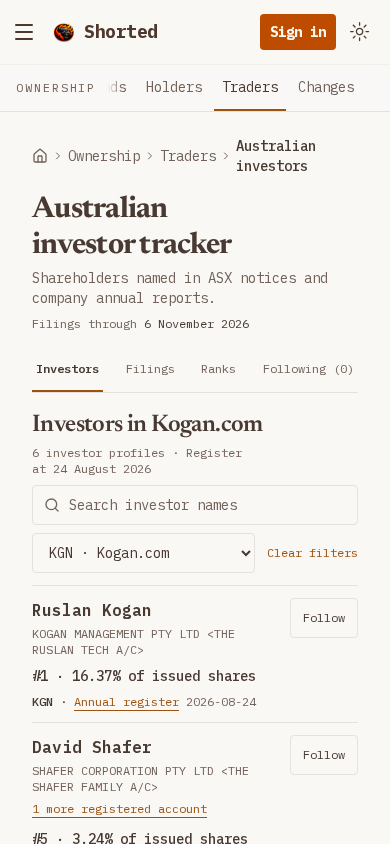 Shorted
Sign in
OWNERSHIP ds Holders Traders Changes
Ownership Traders Australian investors
Australian
investor tracker
Shareholders named in ASX notices and
company annual reports.
Filings through 6 November 2026
Investors Filings Ranks Following (0)
Investors in Kogan.com
6 investor profiles · Register
at 24 August 2026
Search investor names
KGN · Kogan.com Clear filters
Ruslan Kogan Follow
KOGAN MANAGEMENT PTY LTD <THE
RUSLAN TECH A/C>
#1 · 16.37% of issued shares
KGN · Annual register 2026-08-24
David Shafer Follow
SHAFER CORPORATION PTY LTD <THE
SHAFER FAMILY A/C>
1 more registered account
#5 · 3.24% of issued shares